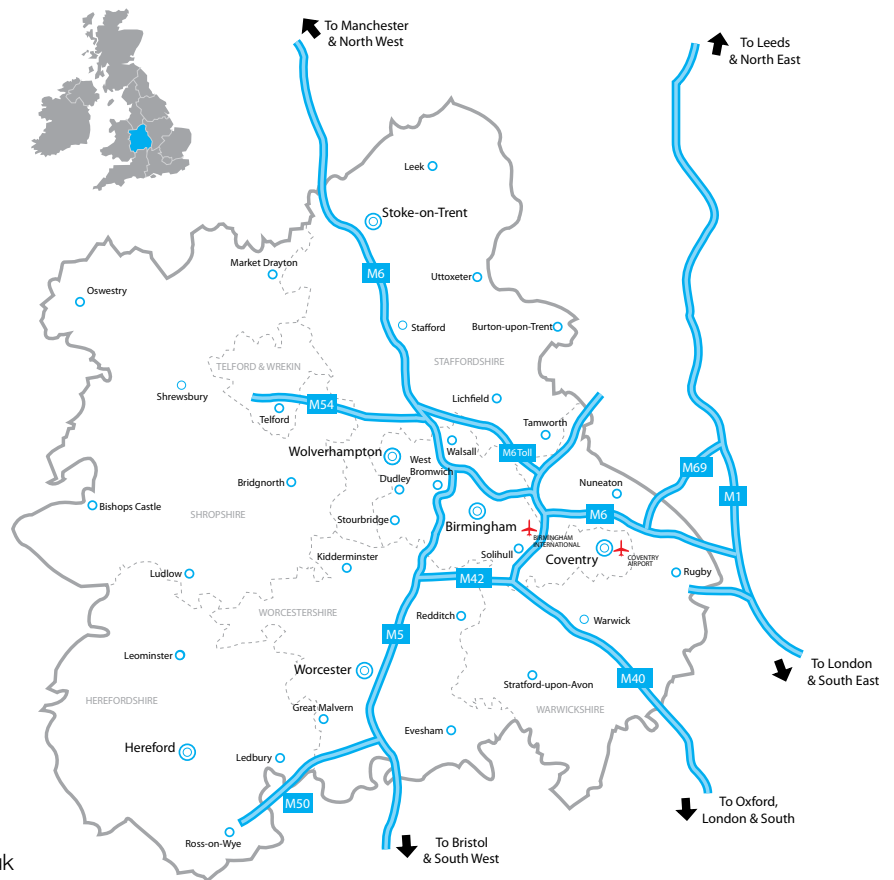 To Manchester
& North West
To Leeds
& North East
Leek
Stoke-on-Trent
Market Drayton
M6
Uttoxeter
Oswestry
Stafford
Burton-upon-Trent
TELFORD & WREKIN
STAFFORDSHIRE
Shrewsbury
M54
Telford
Lichfield
Tamworth
Wolverhampton
West
Bromwich
Walsall
M6 Toll
M69
Bridgnorth
Dudley
Nuneaton
M1
Bishops Castle
SHROPSHIRE
Stourbridge
Birmingham
M6
BIRMINGHAM
INTERNATIONAL
Kidderminster
Solihull
Coventry
COVENTRY
AIRPORT
Ludlow
M42
Rugby
WORCESTERSHIRE
Redditch
Warwick
M5
Leominster
Worcester
To London
& South East
Stratford-upon-Avon
M40
HEREFORDSHIRE
Great Malvern
WARWICKSHIRE
Evesham
Hereford
Ledbury
M50
To Oxford,
London & South
Ross-on-Wye
To Bristol
& South West
uk